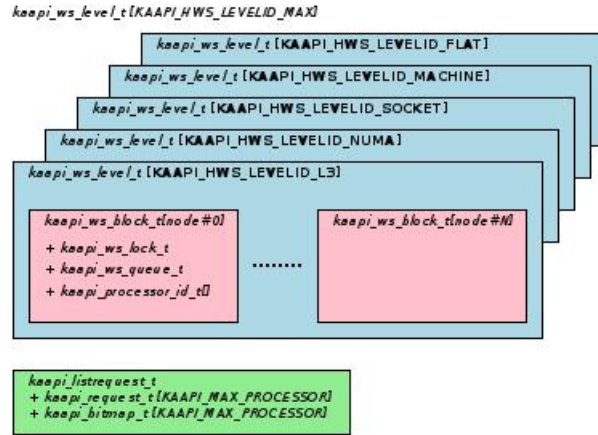 kaapi_ws_level_t [KAAPI_HWS_LEVELID_MAX]
kaapi_ws_level_t [KAAPI_HWS_LEVELID_FLAT]
kaapi_ws_level_t [KAAPI_HWS_LEVELID_MACHINE]
kaapi_ws_level_t [KAAPI_HWS_LEVELID_SOCKET]
kaapi_ws_level_t [KAAPI_HWS_LEVELID_NUMA]
kaapi_ws_level_t [KAAPI_HWS_LEVELID_L3]
kaapi_ws_block_t[node #0]
+ kaapi_ws_lock_t
+ kaapi_ws_queue_t
+ kaapi_processor_id_t[]
........
kaapi_ws_block_t[node #N]
kaapi_listrequest_t
+ kaapi_request_t [KAAPI_MAX_PROCESSOR]
+ kaapi_bitmap_t [KAAPI_MAX_PROCESSOR]